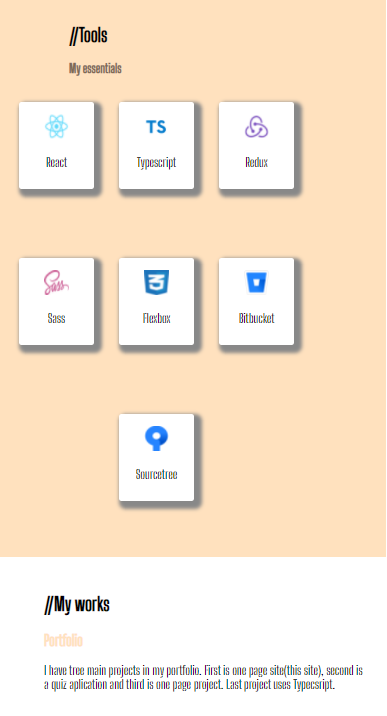 //Tools
My essentials
TS
React Typescript Redux
Sass
Sass Flexbox Bitbucket
Sourcetree
//My works
Portfolio
I have tree main projects in my portfolio. First is one page site(this site), second is
a quiz aplication and third is one page project. Last project uses Typecsript.